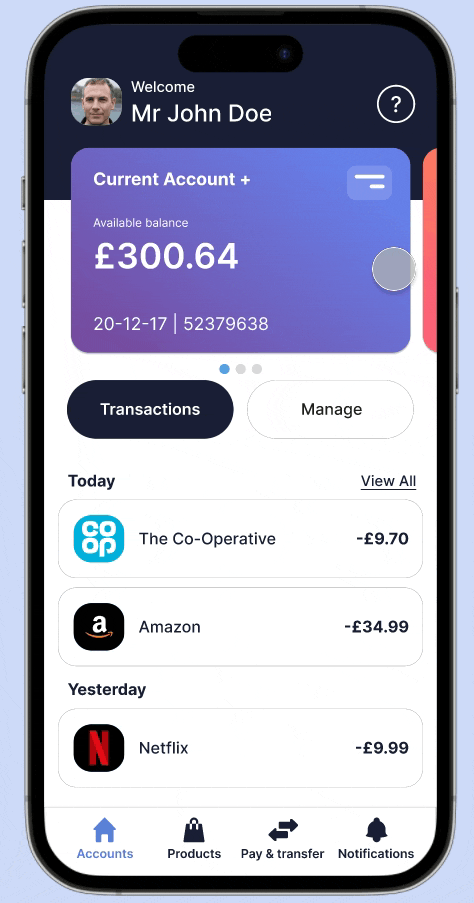 Welcome
Mr John Doe
?
Current Account +
Available balance
£300.64
20-12-17 | 52379638
Transactions
Manage
Today
View All
co
op
The Co-Operative
-£9.70
a
Amazon
-£34.99
Yesterday
N
Netflix
-£9.99
Accounts
Products
Pay & transfer
Notifications